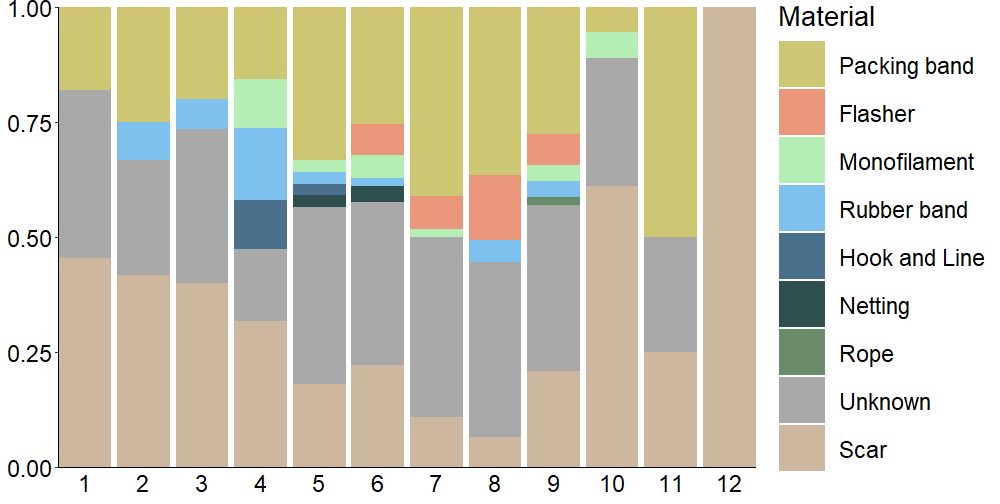 1.00
0.75
0.50
0.25
0.00
1 2 3 4 5 6 7 8 9 10 11 12
Material
Packing band
Flasher
Monofilament
Rubber band
Hook and Line
Netting
Rope
Unknown
Scar